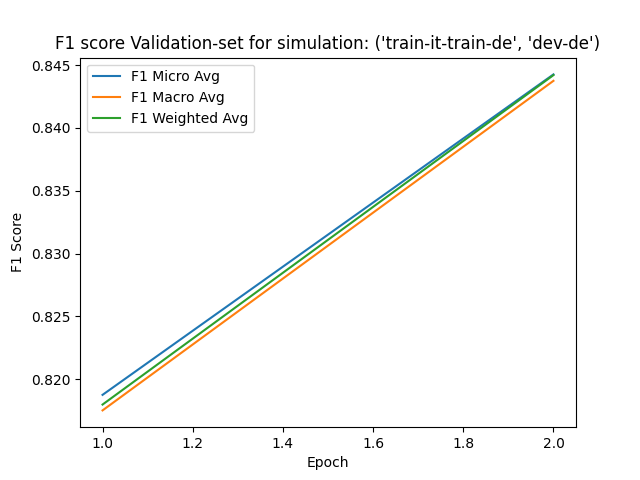 F1 score Validation-set for simulation: ('train-it-train-de', 'dev-de')
F1 Micro Avg
F1 Macro Avg
F1 Weighted Avg
0.845
0.840
0.835
0.830
0.825
0.820
F1 Score
1.0 1.2 1.4 1.6 1.8 2.0
Epoch